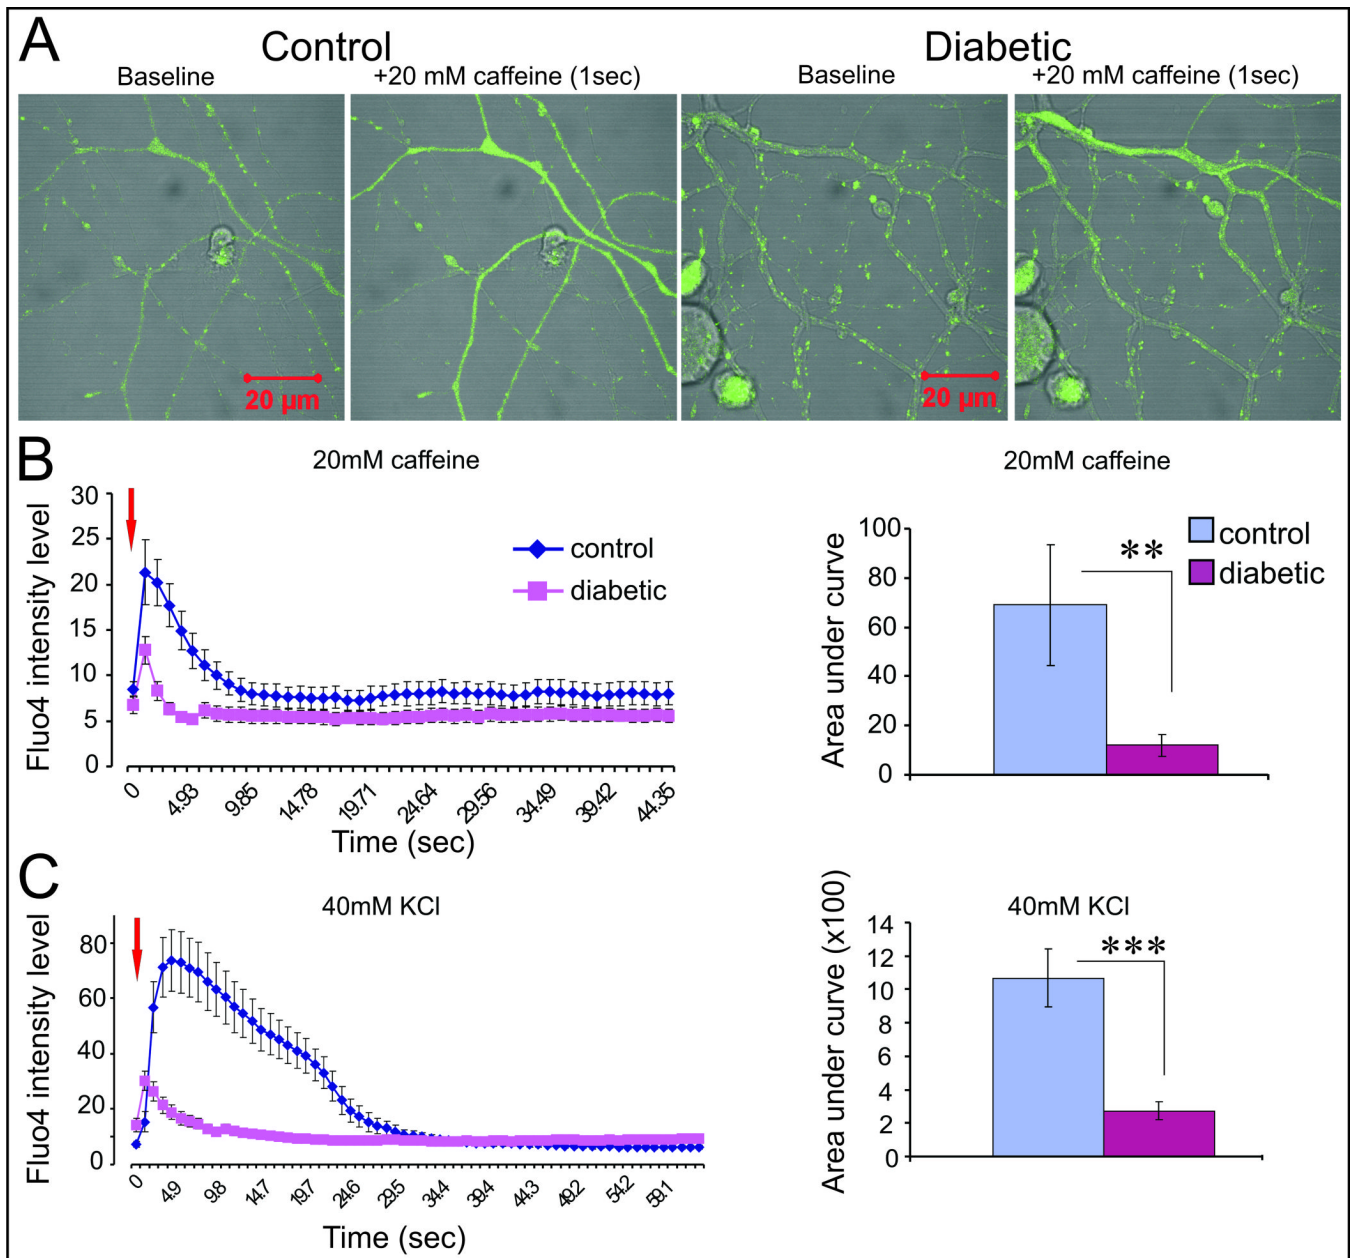 A
Control
Diabetic
Baseline
+20 mM caffeine (1sec)
Baseline
+20 mM caffeine (1sec)
20 µm
20 µm
B
20mM caffeine
Fluo4 intensity level
30
25
20
15
10
5
0
control
diabetic
0
4.93
9.85
14.78
19.71
24.64
29.56
34.49
39.42
44.35
Time (sec)
20mM caffeine
Area under curve
100
80
60
40
20
0
**
control
diabetic
C
40mM KCl
Fluo4 intensity level
80
60
40
20
0
0
4.9
9.8
14.7
19.7
24.6
29.5
34.4
39.4
44.3
49.2
54.2
59.1
Time (sec)
40mM KCl
Area under curve (x100)
14
12
10
8
6
4
2
0
***